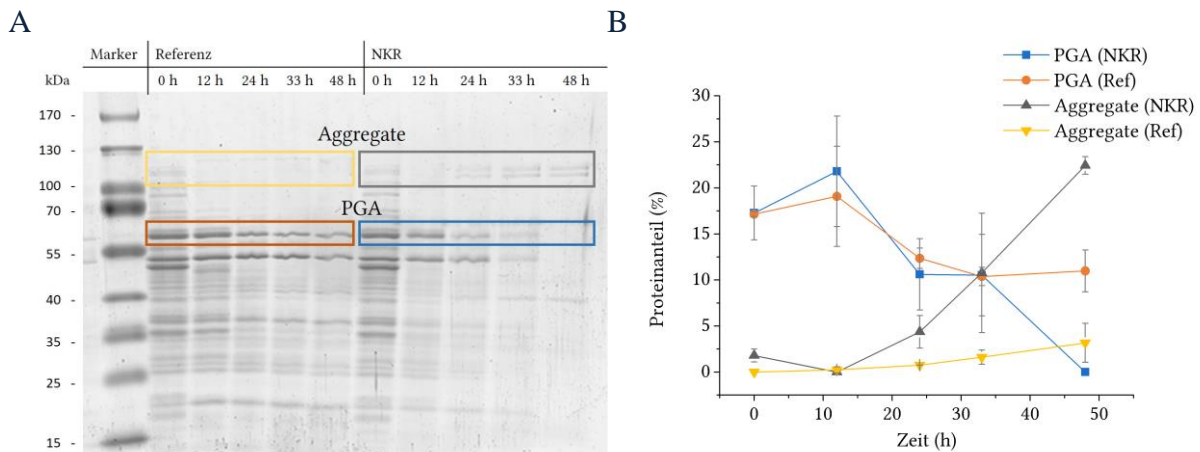 A
Marker Referenz NKR
kDa 0 h 12 h 24 h 33 h 48 h 0 h 12 h 24 h 33 h 48 h
170 -
130 -
100 -
70 -
55 -
40 -
35 -
25 -
15 -
Aggregate
PGA
B
PGA (NKR)
PGA (Ref)
Aggregate (NKR)
Aggregate (Ref)
Proteinanteil (%)
30
25
20
15
10
5
0
0 10 20 30 40 50
Zeit (h)